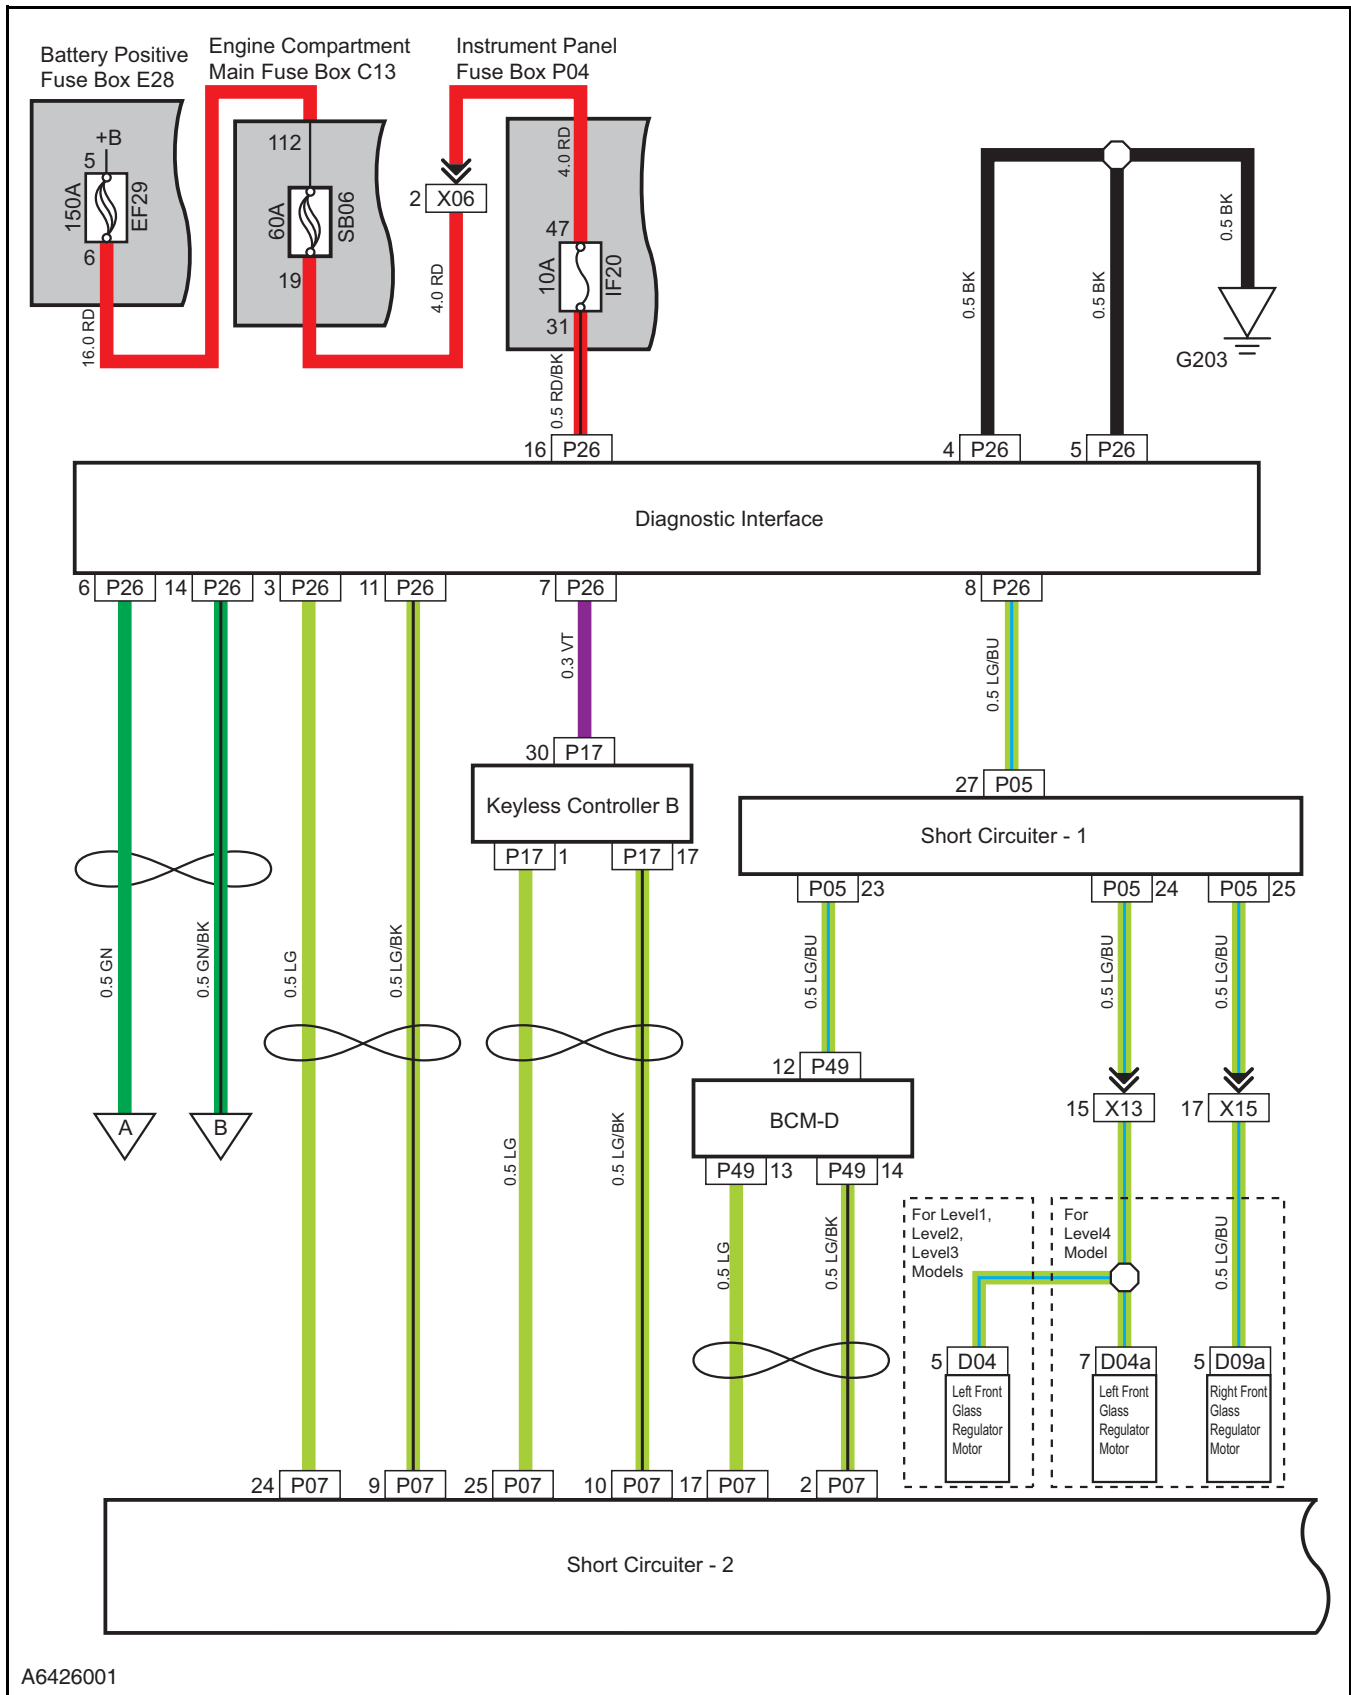 Battery Positive
Fuse Box E28
Engine Compartment
Main Fuse Box C13
Instrument Panel
Fuse Box P04
+B
5
150A
EF29
6
16.0 RD
112
60A
SB06
19
2 X06
4.0 RD
4.0 RD
47
10A
IF20
31
0.5 RD/BK
0.5 BK
0.5 BK
0.5 BK
G203
16 P26
4 P26
5 P26
Diagnostic Interface
6 P26
14 P26
3 P26
11 P26
7 P26
8 P26
0.3 VT
0.5 LG/BU
30 P17
Keyless Controller B
P17 1
P17 17
27 P05
Short Circuiter - 1
P05 23
P05 24
P05 25
0.5 GN
0.5 GN/BK
0.5 LG
0.5 LG/BK
0.5 LG/BU
0.5 LG/BU
0.5 LG/BU
12 P49
BCM-D
P49 13
P49 14
15 X13
17 X15
A
B
0.5 LG
0.5 LG/BK
0.5 LG
0.5 LG/BK
0.5 LG/BU
For Level1,
Level2,
Level3
Models
For
Level4
Model
5 D04
Left Front
Glass
Regulator
Motor
7 D04a
Left Front
Glass
Regulator
Motor
5 D09a
Right Front
Glass
Regulator
Motor
24 P07
9 P07
25 P07
10 P07
17 P07
2 P07
Short Circuiter - 2
A6426001